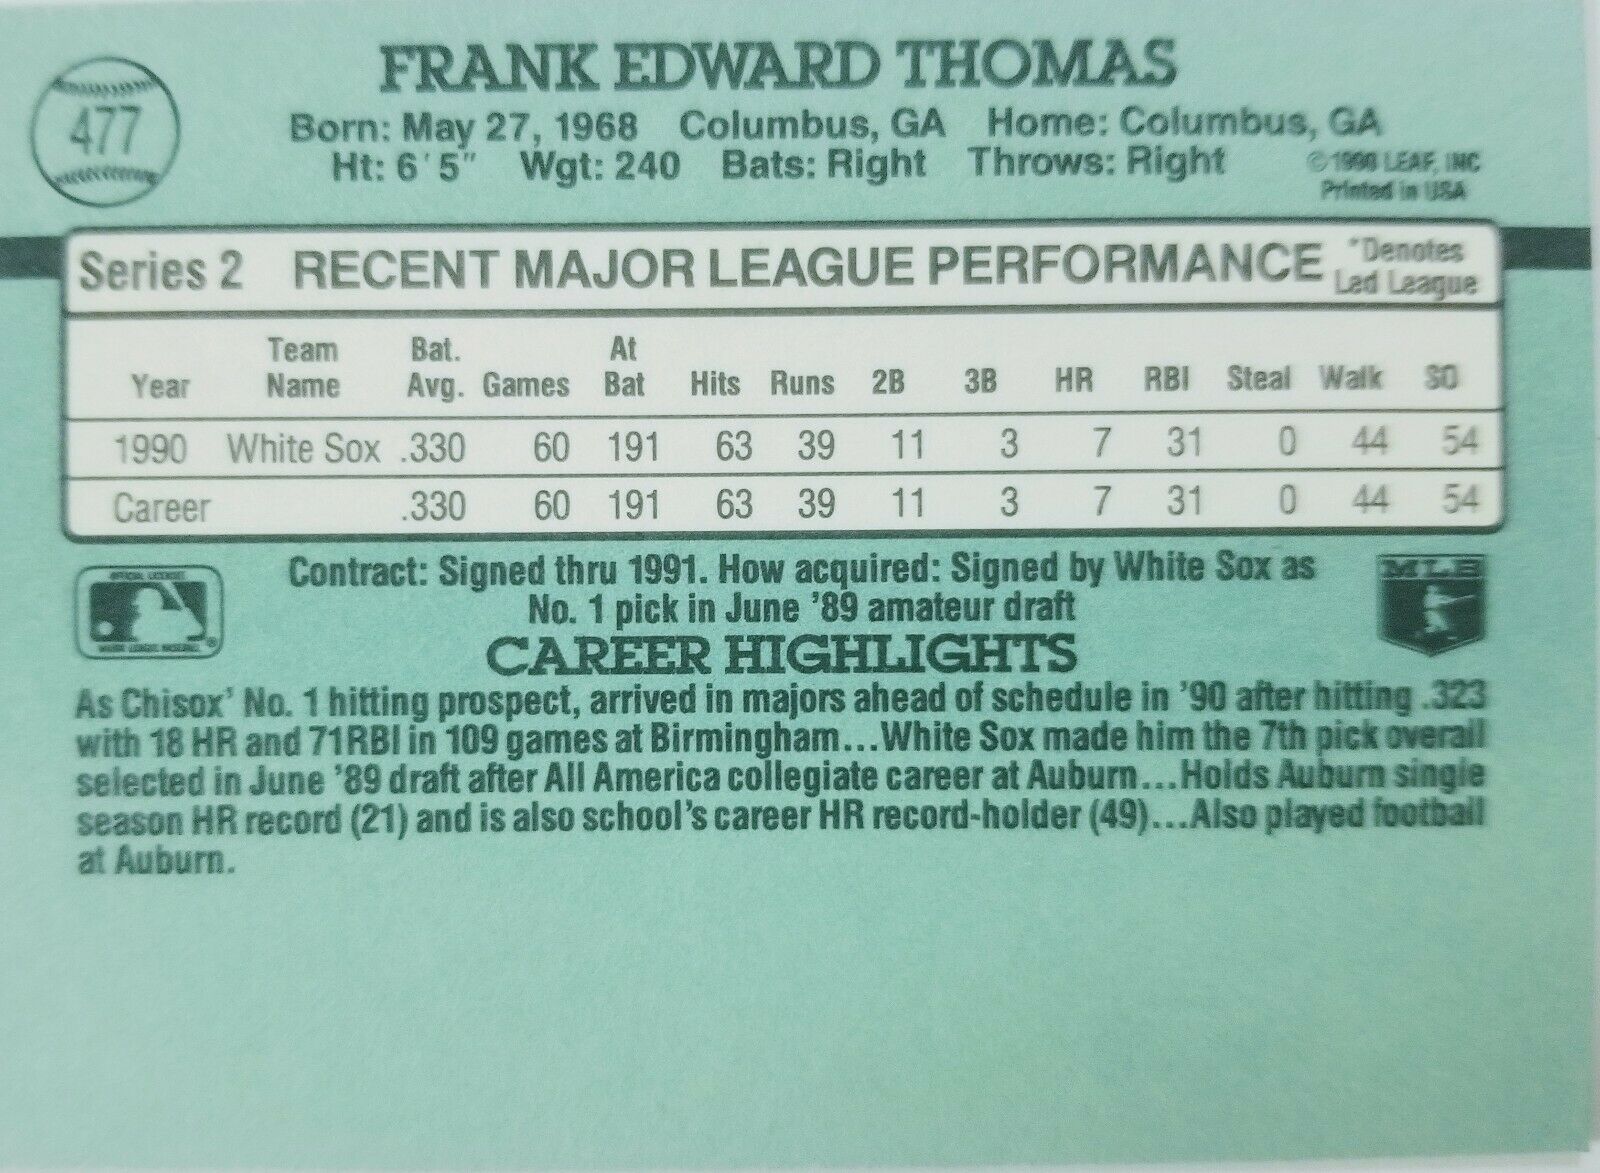 477
FRANK EDWARD THOMAS
Born: May 27, 1968 Columbus, GA Home: Columbus, GA
Ht: 6'5" Wgt: 240 Bats: Right Throws: Right
©1990 LEAF, INC
Printed in USA
Series 2 RECENT MAJOR LEAGUE PERFORMANCE
*Denotes
Led League
Year Team Name Bat. Avg. Games At Bat Hits Runs 2B 3B HR RBI Steal Walk SO
1990 White Sox .330 60 191 63 39 11 3 7 31 0 44 54
Career .330 60 191 63 39 11 3 7 31 0 44 54
Contract: Signed thru 1991. How acquired: Signed by White Sox as
No. 1 pick in June '89 amateur draft
MLB
CAREER HIGHLIGHTS
As Chisox' No. 1 hitting prospect, arrived in majors ahead of schedule in '90 after hitting .323
with 18 HR and 71RBI in 109 games at Birmingham...White Sox made him the 7th pick overall
selected in June '89 draft after All America collegiate career at Auburn...Holds Auburn single
season HR record (21) and is also school's career HR record-holder (49)...Also played football
at Auburn.